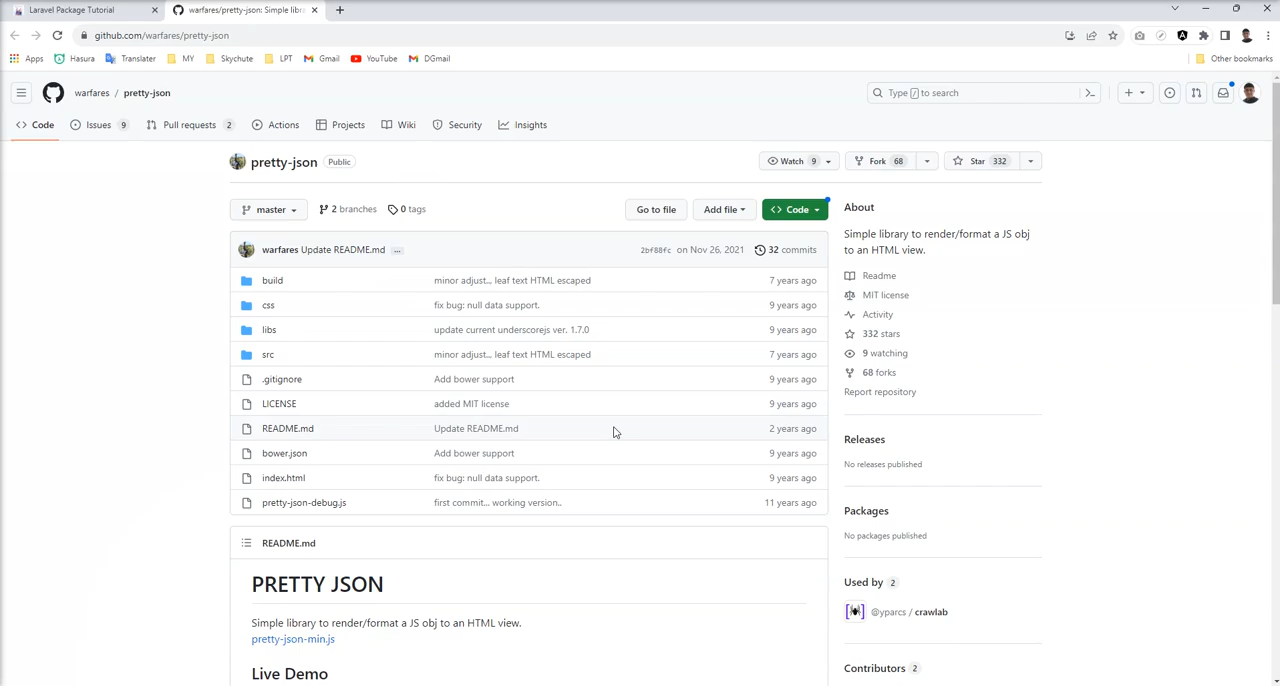 Laravel Package Tutorial
warfares/pretty-json: Simple libra
github.com/warfares/pretty-json
Apps
Hasura
Translater
MY
Skychute
LPT
Gmail
YouTube
DGmail
Other bookmarks
warfares / pretty-json
Type / to search
Code
Issues 9
Pull requests 2
Actions
Projects
Wiki
Security
Insights
pretty-json Public
Watch 9
Fork 68
Star 332
master
2 branches
0 tags
Go to file
Add file
Code
warfares Update README.md ...
2bf88fc on Nov 26, 2021
32 commits
build minor adjust... leaf text HTML escaped 7 years ago
css fix bug: null data support. 9 years ago
libs update current underscorejs ver. 1.7.0 9 years ago
src minor adjust... leaf text HTML escaped 7 years ago
.gitignore Add bower support 9 years ago
LICENSE added MIT license 9 years ago
README.md Update README.md 2 years ago
bower.json Add bower support 9 years ago
index.html fix bug: null data support. 9 years ago
pretty-json-debug.js first commit... working version.. 11 years ago
README.md
PRETTY JSON
Simple library to render/format a JS obj to an HTML view.
pretty-json-min.js
Live Demo
About
Simple library to render/format a JS obj
to an HTML view.
Readme
MIT license
Activity
332 stars
9 watching
68 forks
Report repository
Releases
No releases published
Packages
No packages published
Used by 2
@yparcs / crawlab
Contributors 2